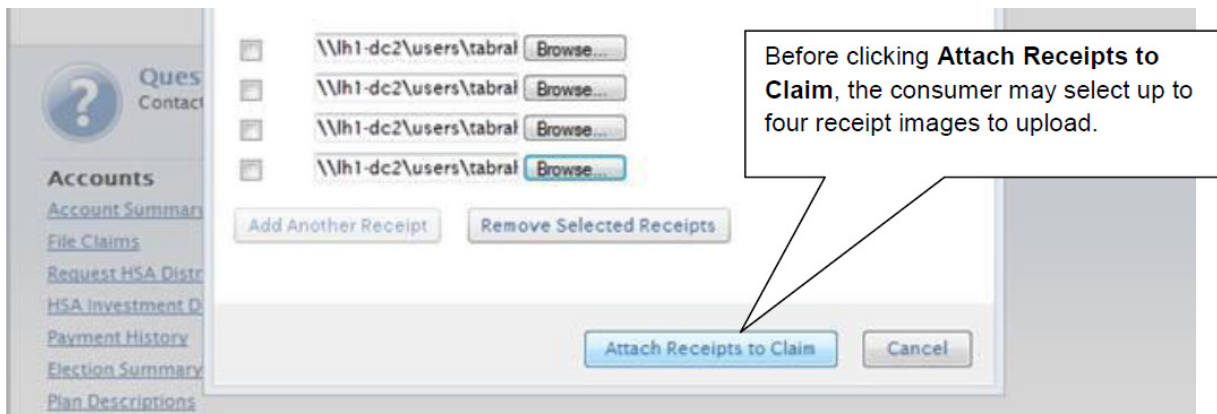 \\lh1-dc2\users\tabral Browse...
\\lh1-dc2\users\tabral Browse...
\\lh1-dc2\users\tabral Browse...
\\lh1-dc2\users\tabral Browse...
Add Another Receipt Remove Selected Receipts
Attach Receipts to Claim Cancel
Before clicking Attach Receipts to
Claim, the consumer may select up to
four receipt images to upload.
?
Ques
Contact
Accounts
Account Summary
File Claims
Request HSA Distr
HSA Investment D
Payment History
Election Summary
Plan Descriptions